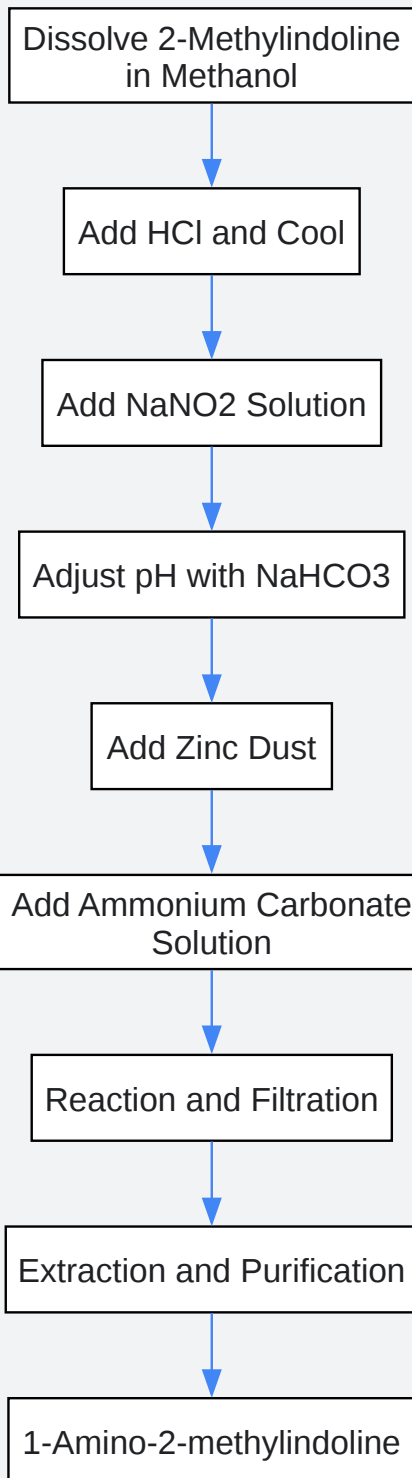 Dissolve 2-Methylindoline
in Methanol
Add HCl and Cool
Add NaNO2 Solution
Adjust pH with NaHCO3
Add Zinc Dust
Add Ammonium Carbonate
Solution
Reaction and Filtration
Extraction and Purification
1-Amino-2-methylindoline